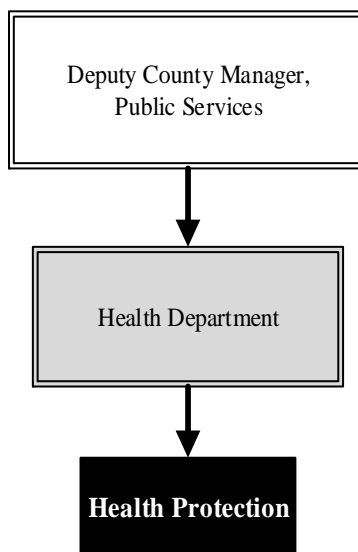 Deputy County Manager,
Public Services
Health Department
Health Protection